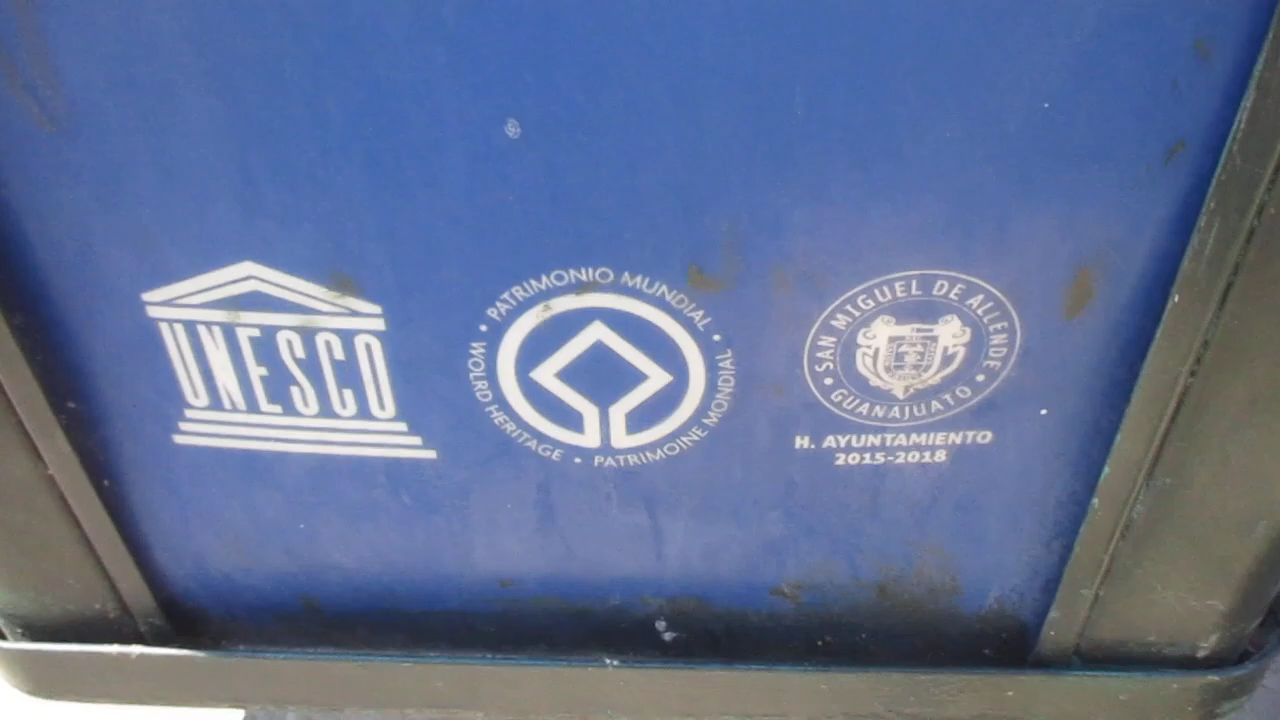 UNESCO
• PATRIMONIO MUNDIAL •
WOLRD HERITAGE • PATRIMOINE MONDIAL
SAN MIGUEL DE ALLENDE
• GUANAJUATO •
H. AYUNTAMIENTO
2015-2018